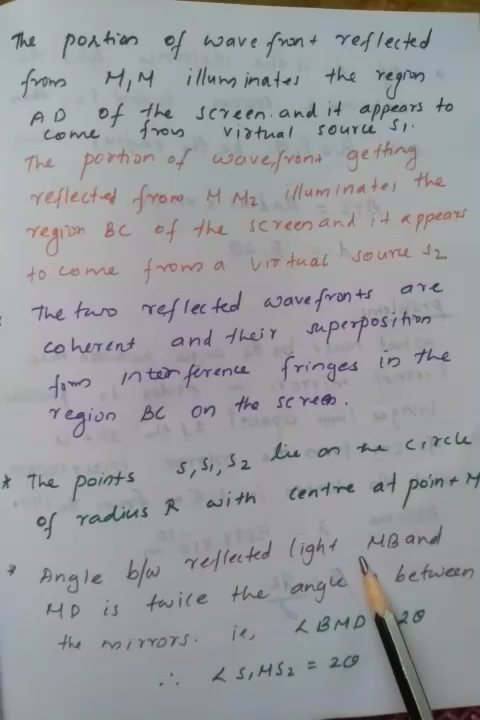 The portion of wave front reflected
from M1M illuminates the region
AD of the screen. and it appears to
come from virtual source S1.
The portion of wavefront getting
reflected from M M2 illuminates the
region BC of the screen and it appears
to come from a virtual source S2
The two reflected wavefronts are
coherent and their superposition
form interference fringes in the
region BC on the screen.
* The points S, S1, S2 lie on the circle
of radius R with centre at point M
* Angle b/w reflected light MB and
MD is twice the angle between
the mirrors. ie, ∠BMD 2θ
∴ ∠S1MS2 = 2θ